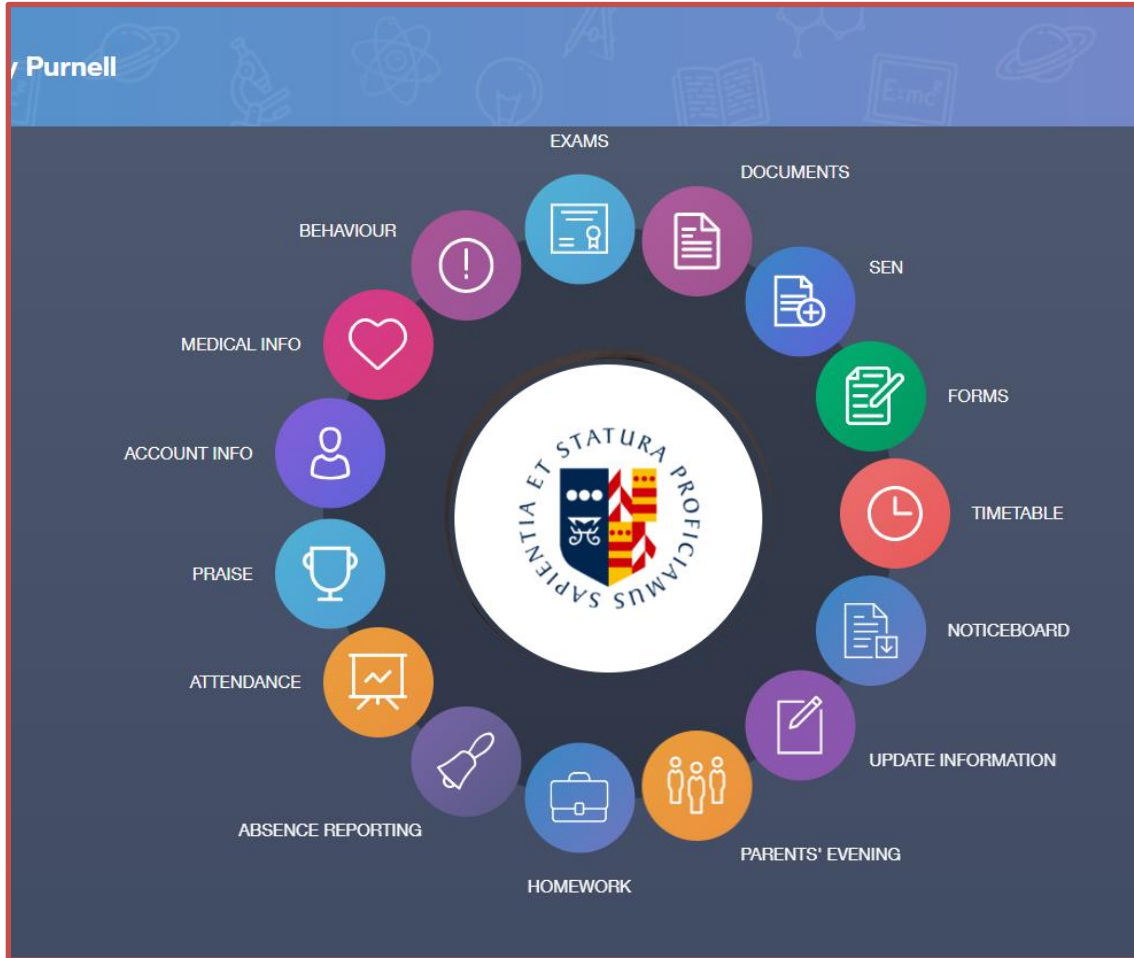 y Purnell
E=mc²
EXAMS
DOCUMENTS
BEHAVIOUR
SEN
MEDICAL INFO
FORMS
ACCOUNT INFO
TIMETABLE
PRAISE
NOTICEBOARD
ATTENDANCE
UPDATE INFORMATION
ABSENCE REPORTING
PARENTS' EVENING
HOMEWORK
SAPIENTIA ET STATURA PROFICIAMUS